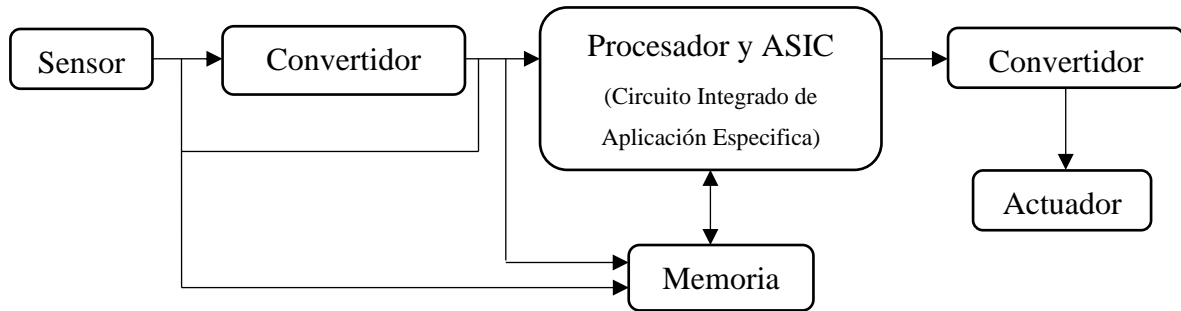 Sensor
Convertidor
Procesador y ASIC
(Circuito Integrado de
Aplicación Especifica)
Convertidor
Actuador
Memoria